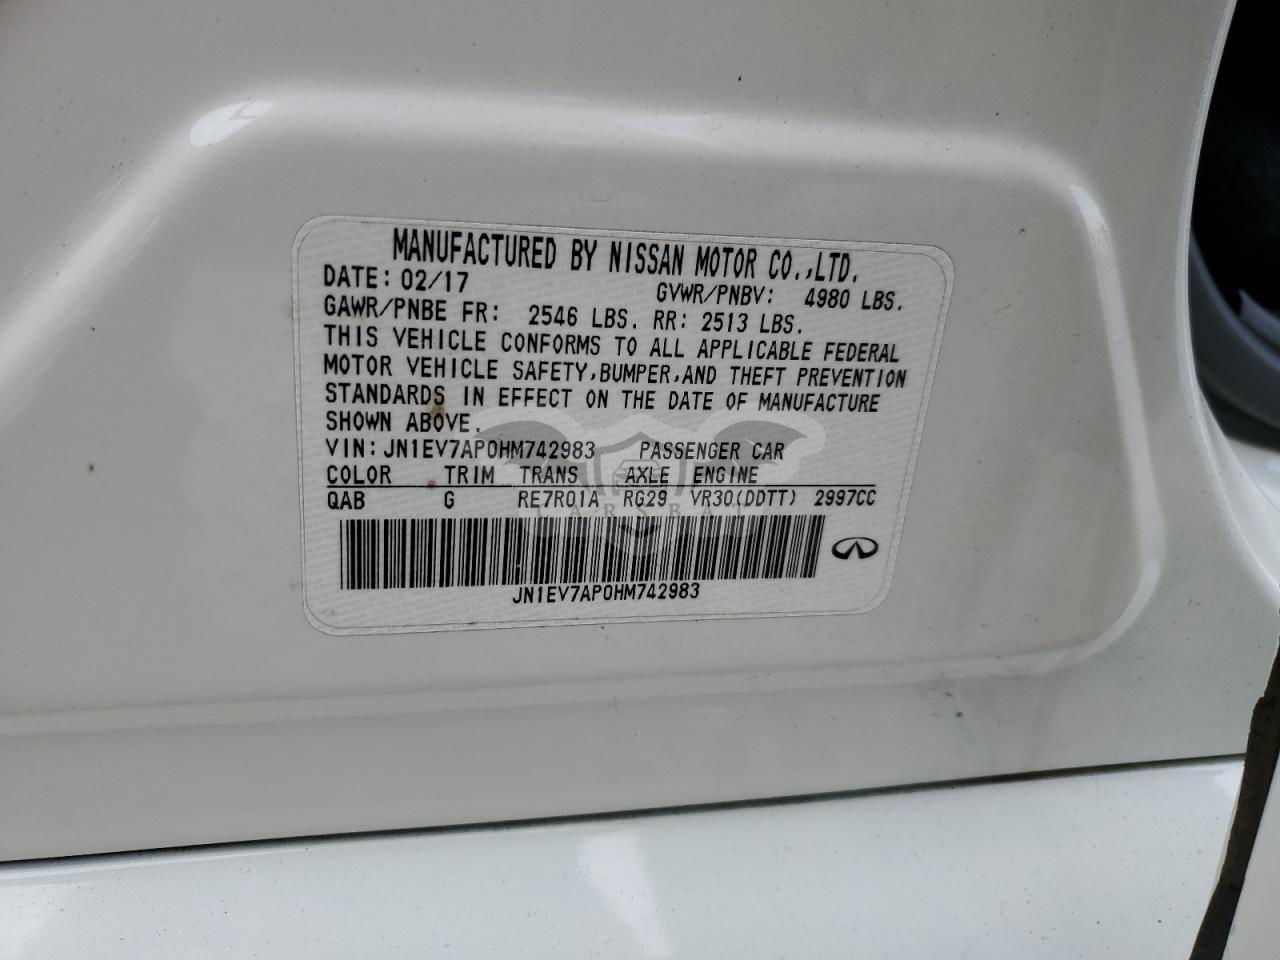 MANUFACTURED BY NISSAN MOTOR CO.,LTD.
DATE: 02/17 GVWR/PNBV: 4980 LBS.
GAWR/PNBE FR: 2546 LBS. RR: 2513 LBS.
THIS VEHICLE CONFORMS TO ALL APPLICABLE FEDERAL
MOTOR VEHICLE SAFETY,BUMPER,AND THEFT PREVENTION
STANDARDS IN EFFECT ON THE DATE OF MANUFACTURE
SHOWN ABOVE.
VIN:JN1EV7AP0HM742983 PASSENGER CAR
COLOR TRIM TRANS AXLE ENGINE
QAB G RE7R01A RG29 VR30(DDTT) 2997CC
CARSBAT
JN1EV7AP0HM742983